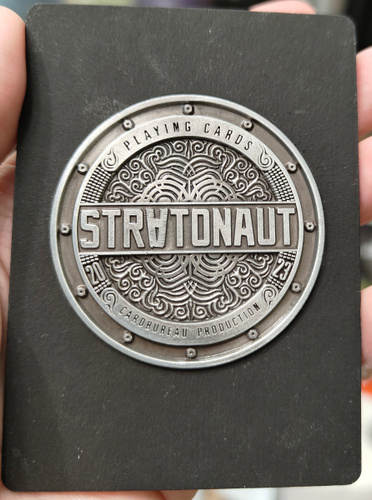 PLAYING CARDS
STRATONAUT
20 23
CARDBUREAU PRODUCTION